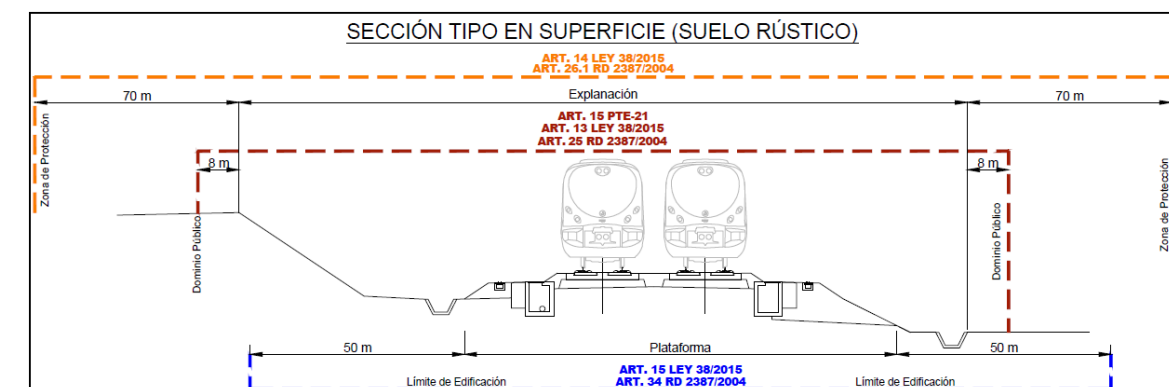 SECCIÓN TIPO EN SUPERFICIE (SUELO RÚSTICO)
ART. 14 LEY 38/2015
ART. 26.1 RD 2387/2004
70 m
Explanación
70 m
ART. 15 PTE-21
ART. 13 LEY 38/2015
ART. 25 RD 2387/2004
8 m
8 m
Zona de Protección
Dominio Público
Dominio Público
Zona de Protección
50 m
Plataforma
50 m
ART. 15 LEY 38/2015
ART. 34 RD 2387/2004
Límite de Edificación
Límite de Edificación